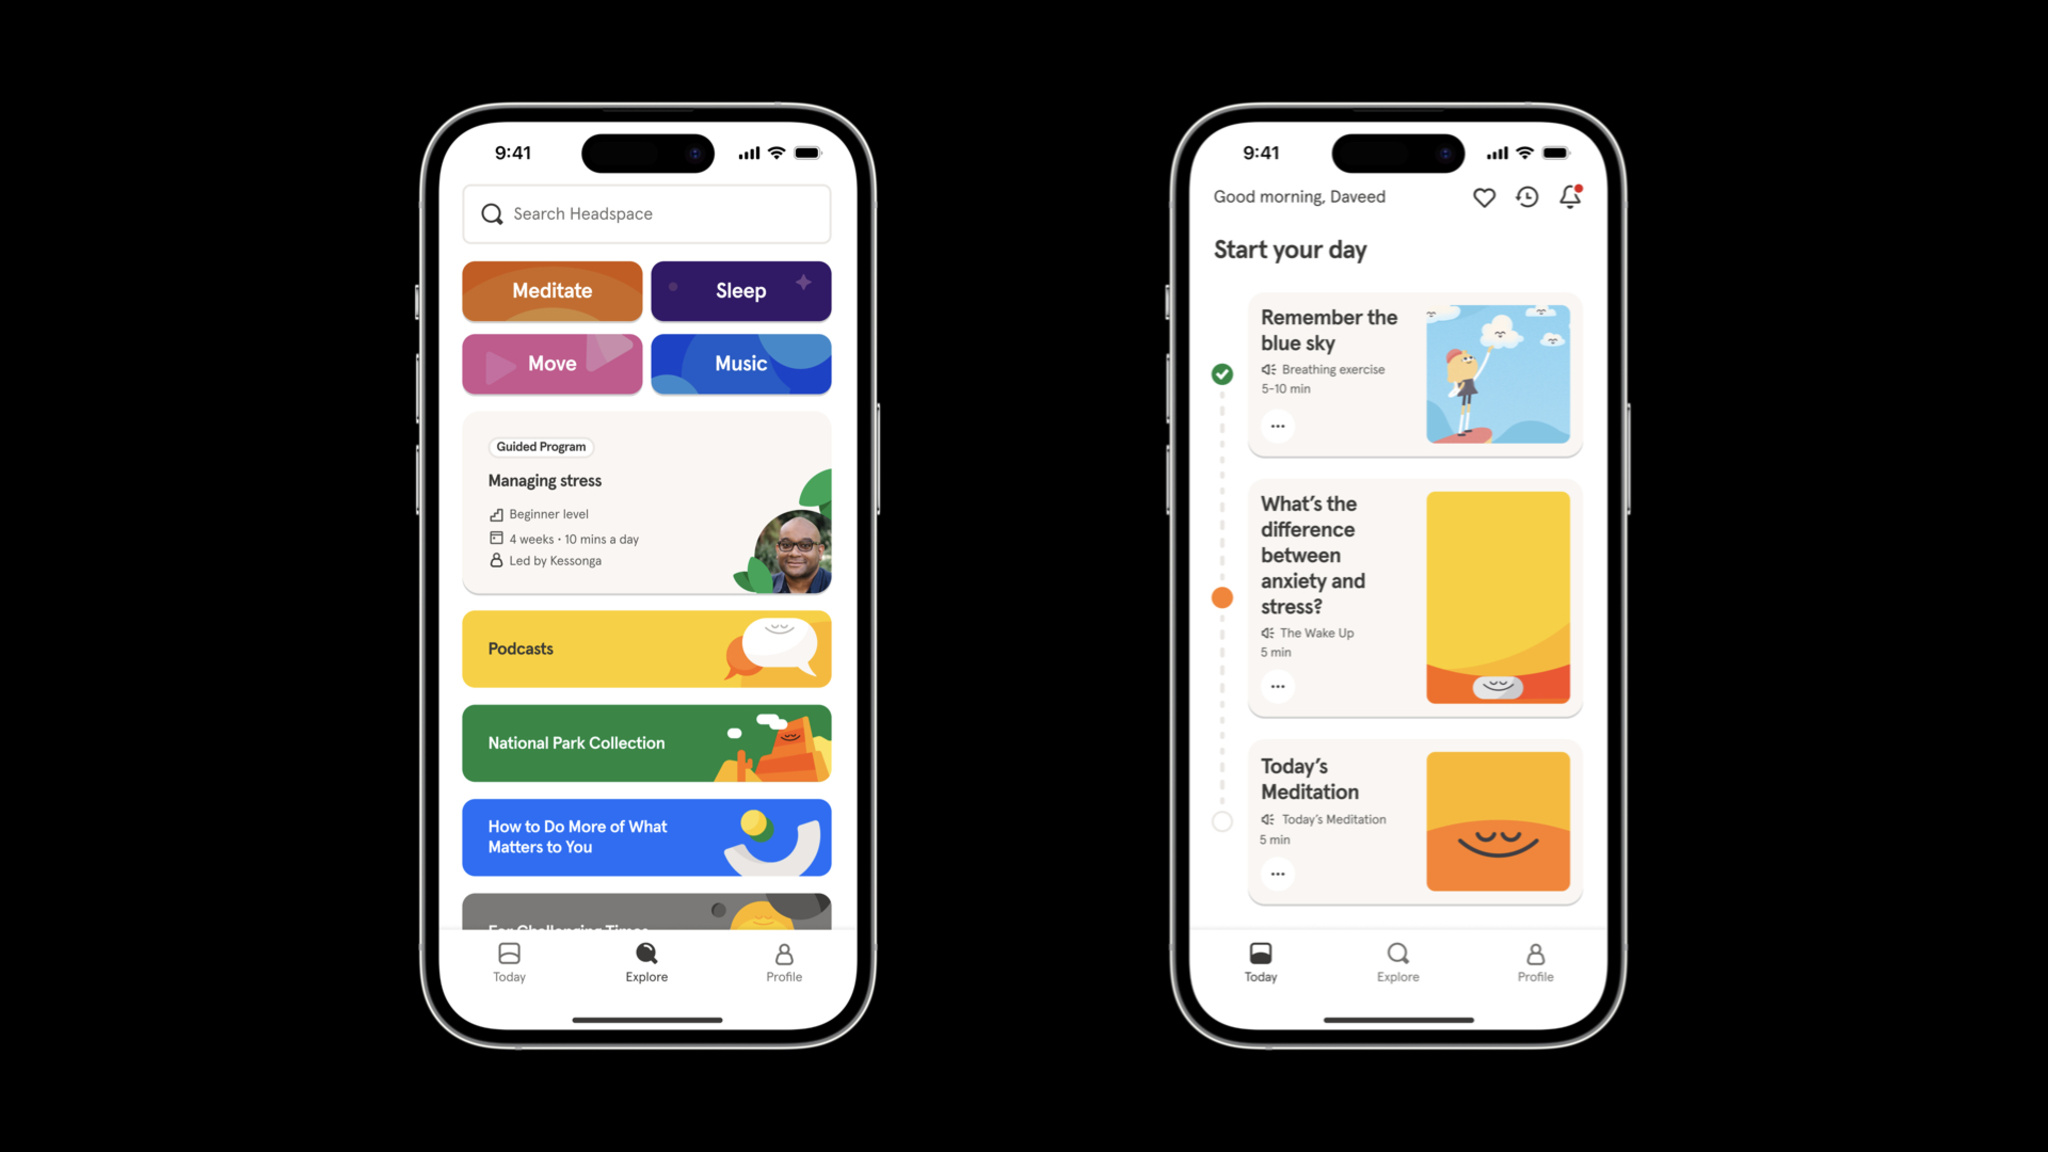 9:41
Search Headspace
Meditate
Sleep
Move
Music
Guided Program
Managing stress
Beginner level
4 weeks • 10 mins a day
Led by Kessonga
Podcasts
National Park Collection
How to Do More of What
Matters to You
For Challenging Times
Today
Explore
Profile
9:41
Good morning, Daveed
Start your day
Remember the
blue sky
Breathing exercise
5-10 min
What's the
difference
between
anxiety and
stress?
The Wake Up
5 min
Today's
Meditation
Today's Meditation
5 min
Today
Explore
Profile